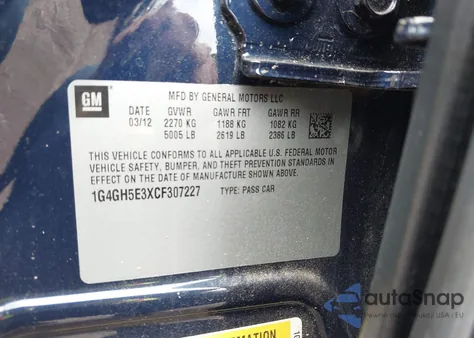 GM
MFD BY GENERAL MOTORS LLC
DATE GVWR GAWR FRT GAWR RR
03/12 2270 KG 1188 KG 1082 KG
5005 LB 2619 LB 2386 LB
THIS VEHICLE CONFORMS TO ALL APPLICABLE U.S. FEDERAL MOTOR
VEHICLE SAFETY, BUMPER, AND THEFT PREVENTION STANDARDS
IN EFFECT ON THE DATE OF MANUFACTURE SHOWN ABOVE.
1G4GH5E3XCF307227 TYPE: PASS CAR
autoSnap